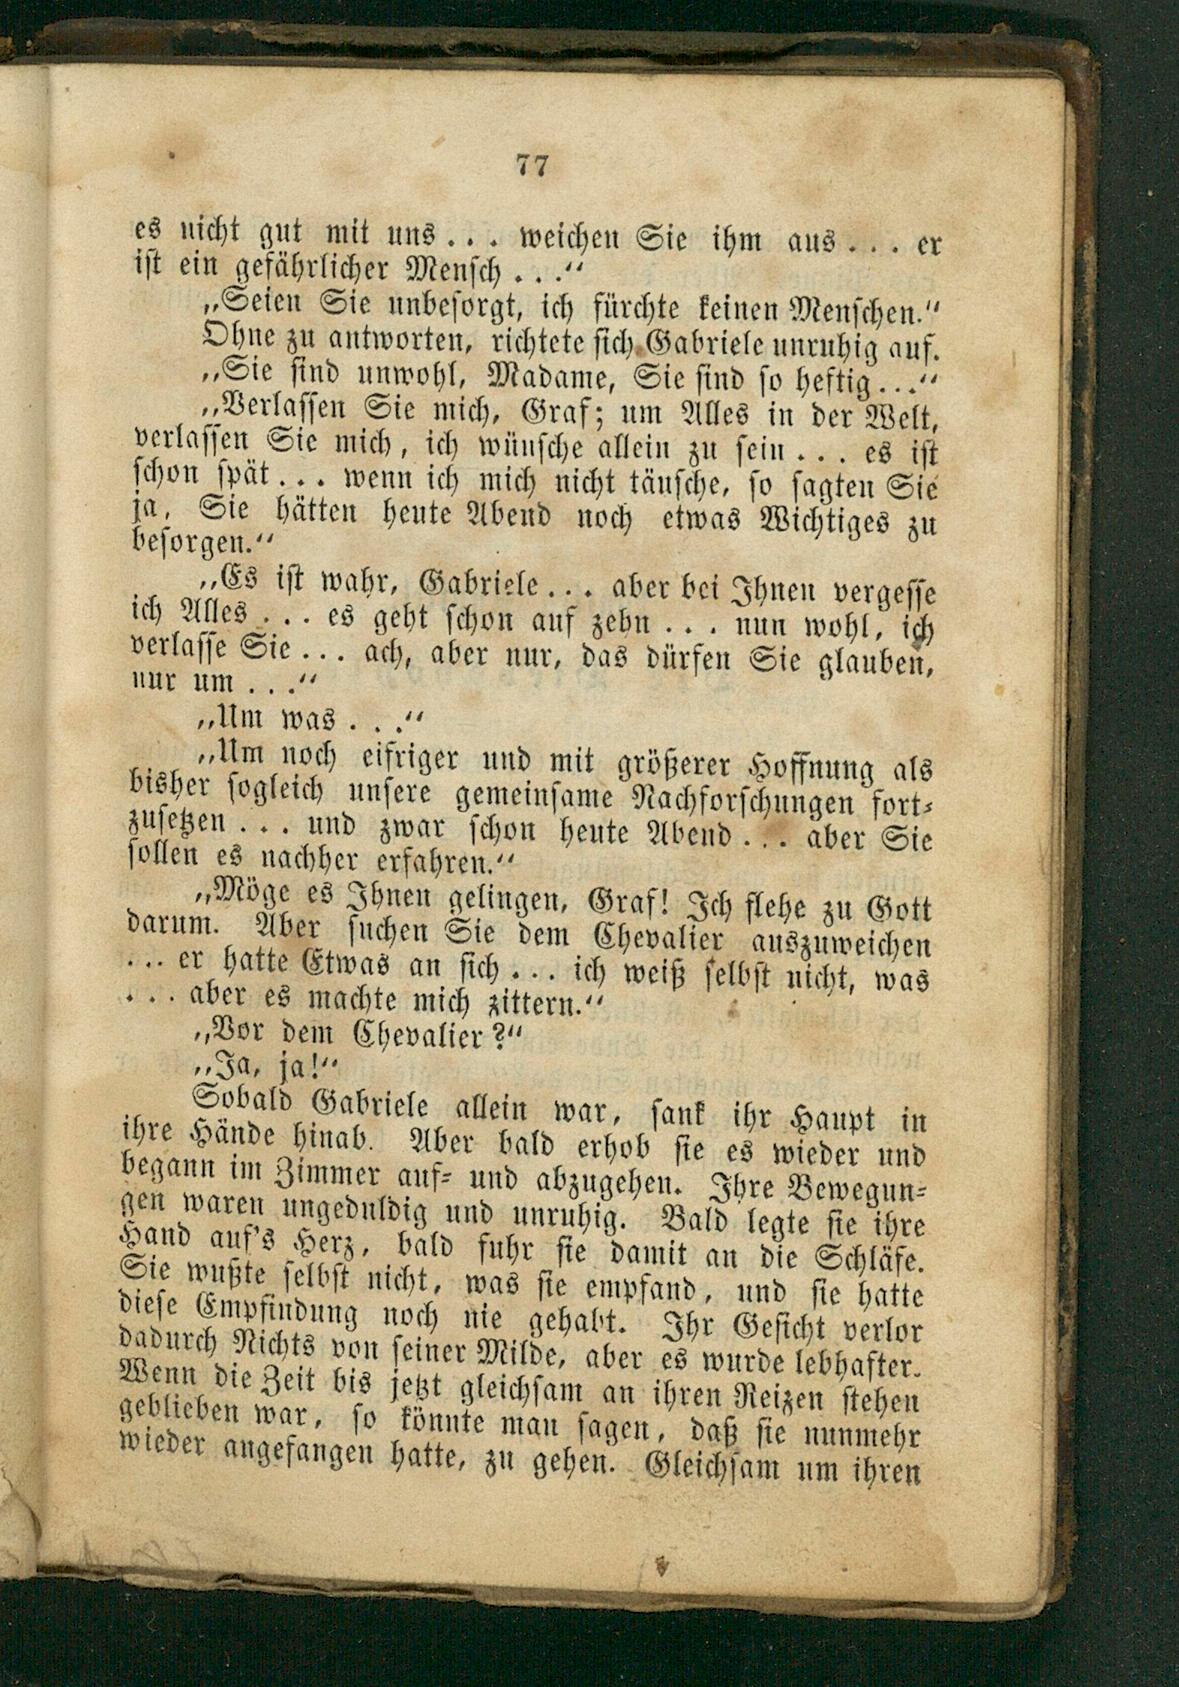 77
es nicht gut mit uns . . . weichen Sie ihm aus . . . er
ist ein gefährlicher Mensch . . .“
„Seien Sie unbesorgt, ich fürchte keinen Menschen.“
Ohne zu antworten, richtete sich Gabriele unruhig auf.
„Sie sind unwohl, Madame, Sie sind so heftig . . .“
„Verlassen Sie mich, Graf; um Alles in der Welt,
verlassen Sie mich, ich wünsche allein zu sein . . . es ist
schon spät . . . wenn ich mich nicht täusche, so sagten Sie
ja, Sie hätten heute Abend noch etwas Wichtiges zu
besorgen.“
„Es ist wahr, Gabriele . . . aber bei Ihnen vergesse
ich Alles . . . es geht schon auf zehn . . . nun wohl, ich
verlasse Sie . . . ach, aber nur, das dürfen Sie glauben,
nur um . . .“
„Um was . . .“
„Um noch eifriger und mit größerer Hoffnung als
bisher sogleich unsere gemeinsame Nachforschungen fort-
zusetzen . . . und zwar schon heute Abend . . . aber Sie
sollen es nachher erfahren.“
„Möge es Ihnen gelingen, Graf! Ich flehe zu Gott
darum. Aber suchen Sie dem Chevalier auszuweichen
. . . er hatte Etwas an sich . . . ich weiß selbst nicht, was
. . . aber es machte mich zittern.“
„Vor dem Chevalier?“
„Ja, ja!“
Sobald Gabriele allein war, sank ihr Haupt in
ihre Hände hinab. Aber bald erhob sie es wieder und
begann im Zimmer auf- und abzugehen. Ihre Bewegun-
gen waren ungeduldig und unruhig. Bald legte sie ihre
Hand auf's Herz, bald fuhr sie damit an die Schläfe.
Sie wußte selbst nicht, was sie empfand, und sie hatte
diese Empfindung noch nie gehabt. Ihr Gesicht verlor
dadurch Nichts von seiner Milde, aber es wurde lebhafter.
Wenn die Zeit bis jetzt gleichsam an ihren Reizen stehen
geblieben war, so könnte man sagen, daß sie nunmehr
wieder angefangen hatte, zu gehen. Gleichsam um ihren